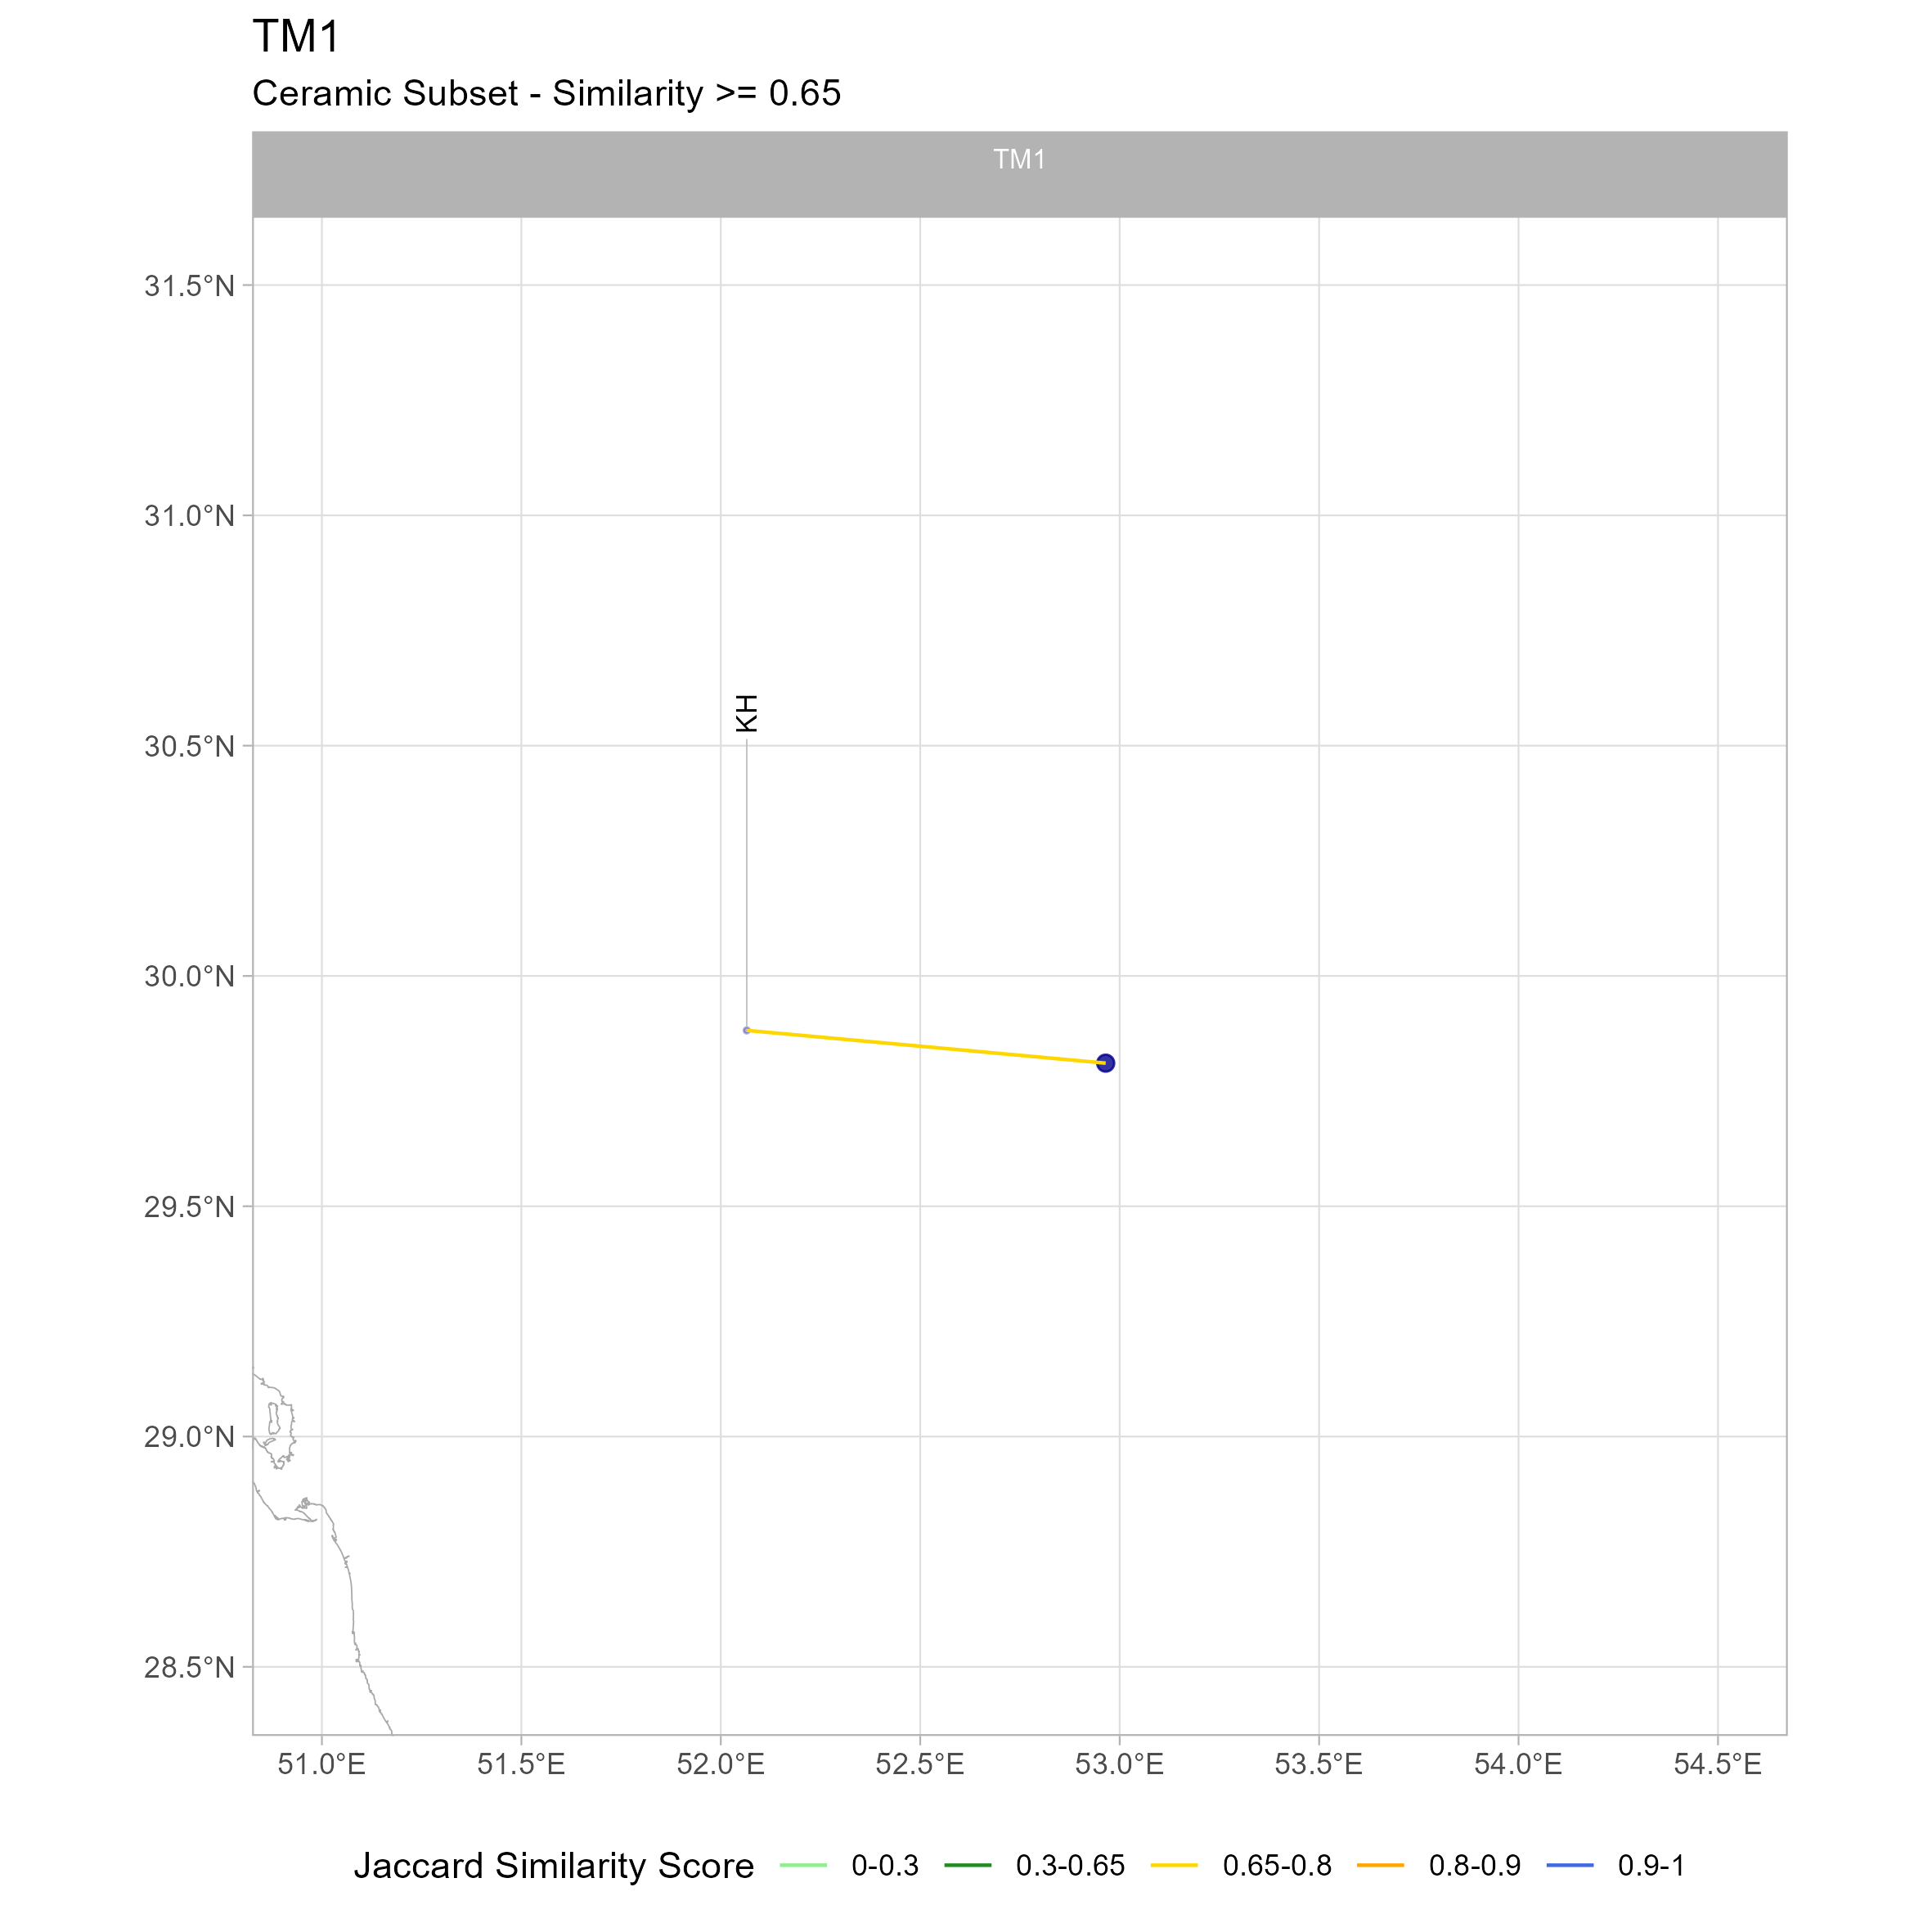 TM1
Ceramic Subset - Similarity >= 0.65
TM1
31.5°N
31.0°N
30.5°N
KH
30.0°N
29.5°N
29.0°N
28.5°N
51.0°E 51.5°E 52.0°E 52.5°E 53.0°E 53.5°E 54.0°E 54.5°E
Jaccard Similarity Score 0-0.3 0.3-0.65 0.65-0.8 0.8-0.9 0.9-1